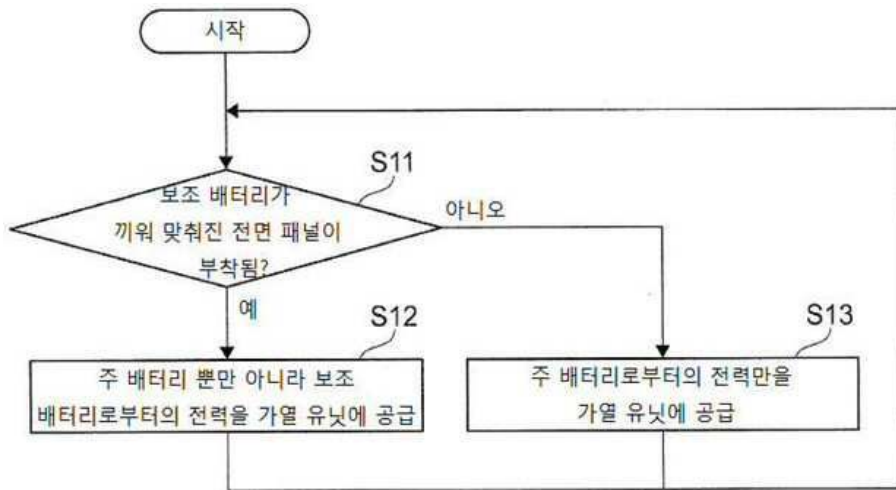 시작
S11
보조 배터리가
끼워 맞춰진 전면 패널이
부착됨?
아니오
예
S12
주 배터리 뿐만 아니라 보조
배터리로부터의 전력을 가열 유닛에 공급
S13
주 배터리로부터의 전력만을
가열 유닛에 공급